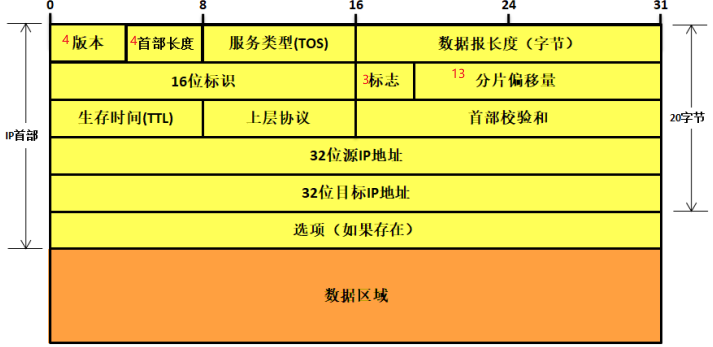 0 8 16 24 31
4版本 4首部长度 服务类型(TOS) 数据报长度（字节）
16位标识 3标志 13 分片偏移量
生存时间(TTL) 上层协议 首部校验和
IP首部 20字节
32位源IP地址
32位目标IP地址
选项（如果存在）
数据区域